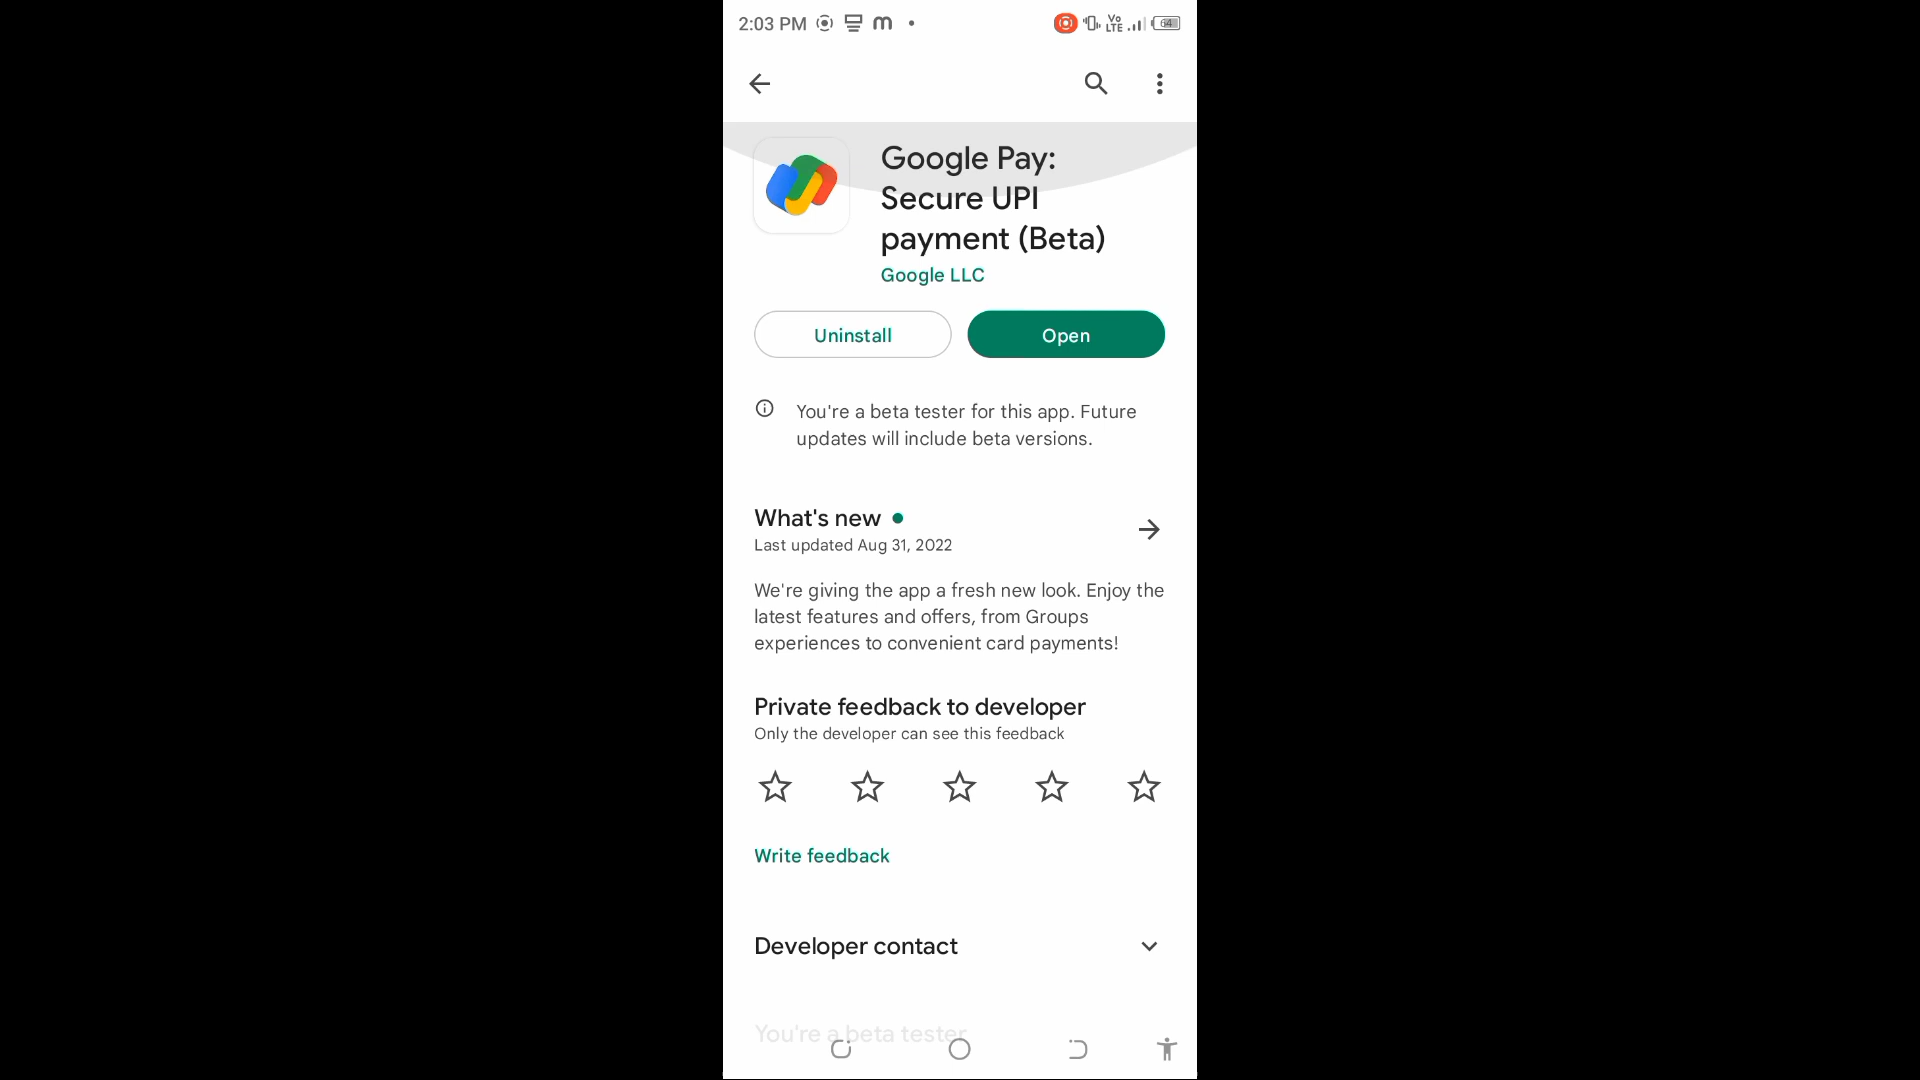 2:03 PM
Vo
LTE
64
Google Pay:
Secure UPI
payment (Beta)
Google LLC
Uninstall
Open
You're a beta tester for this app. Future
updates will include beta versions.
What's new
Last updated Aug 31, 2022
We're giving the app a fresh new look. Enjoy the
latest features and offers, from Groups
experiences to convenient card payments!
Private feedback to developer
Only the developer can see this feedback
Write feedback
Developer contact
You're a beta tester